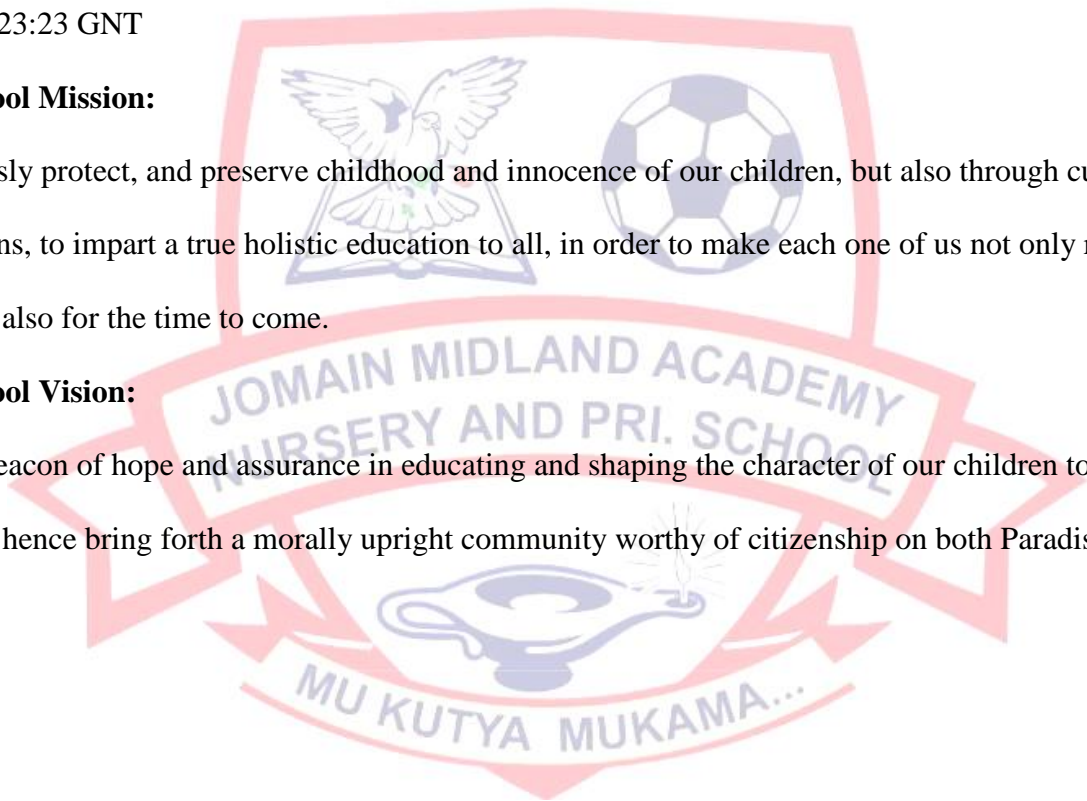 23:23 GNT
ool Mission:
sly protect, and preserve childhood and innocence of our children, but also through cu
ns, to impart a true holistic education to all, in order to make each one of us not only
also for the time to come.
JOMAIN MIDLAND ACADEMY
NURSERY AND PRI. SCHOOL
ool Vision:
eacon of hope and assurance in educating and shaping the character of our children to
hence bring forth a morally upright community worthy of citizenship on both Paradis
MU KUTYA MUKAMA...